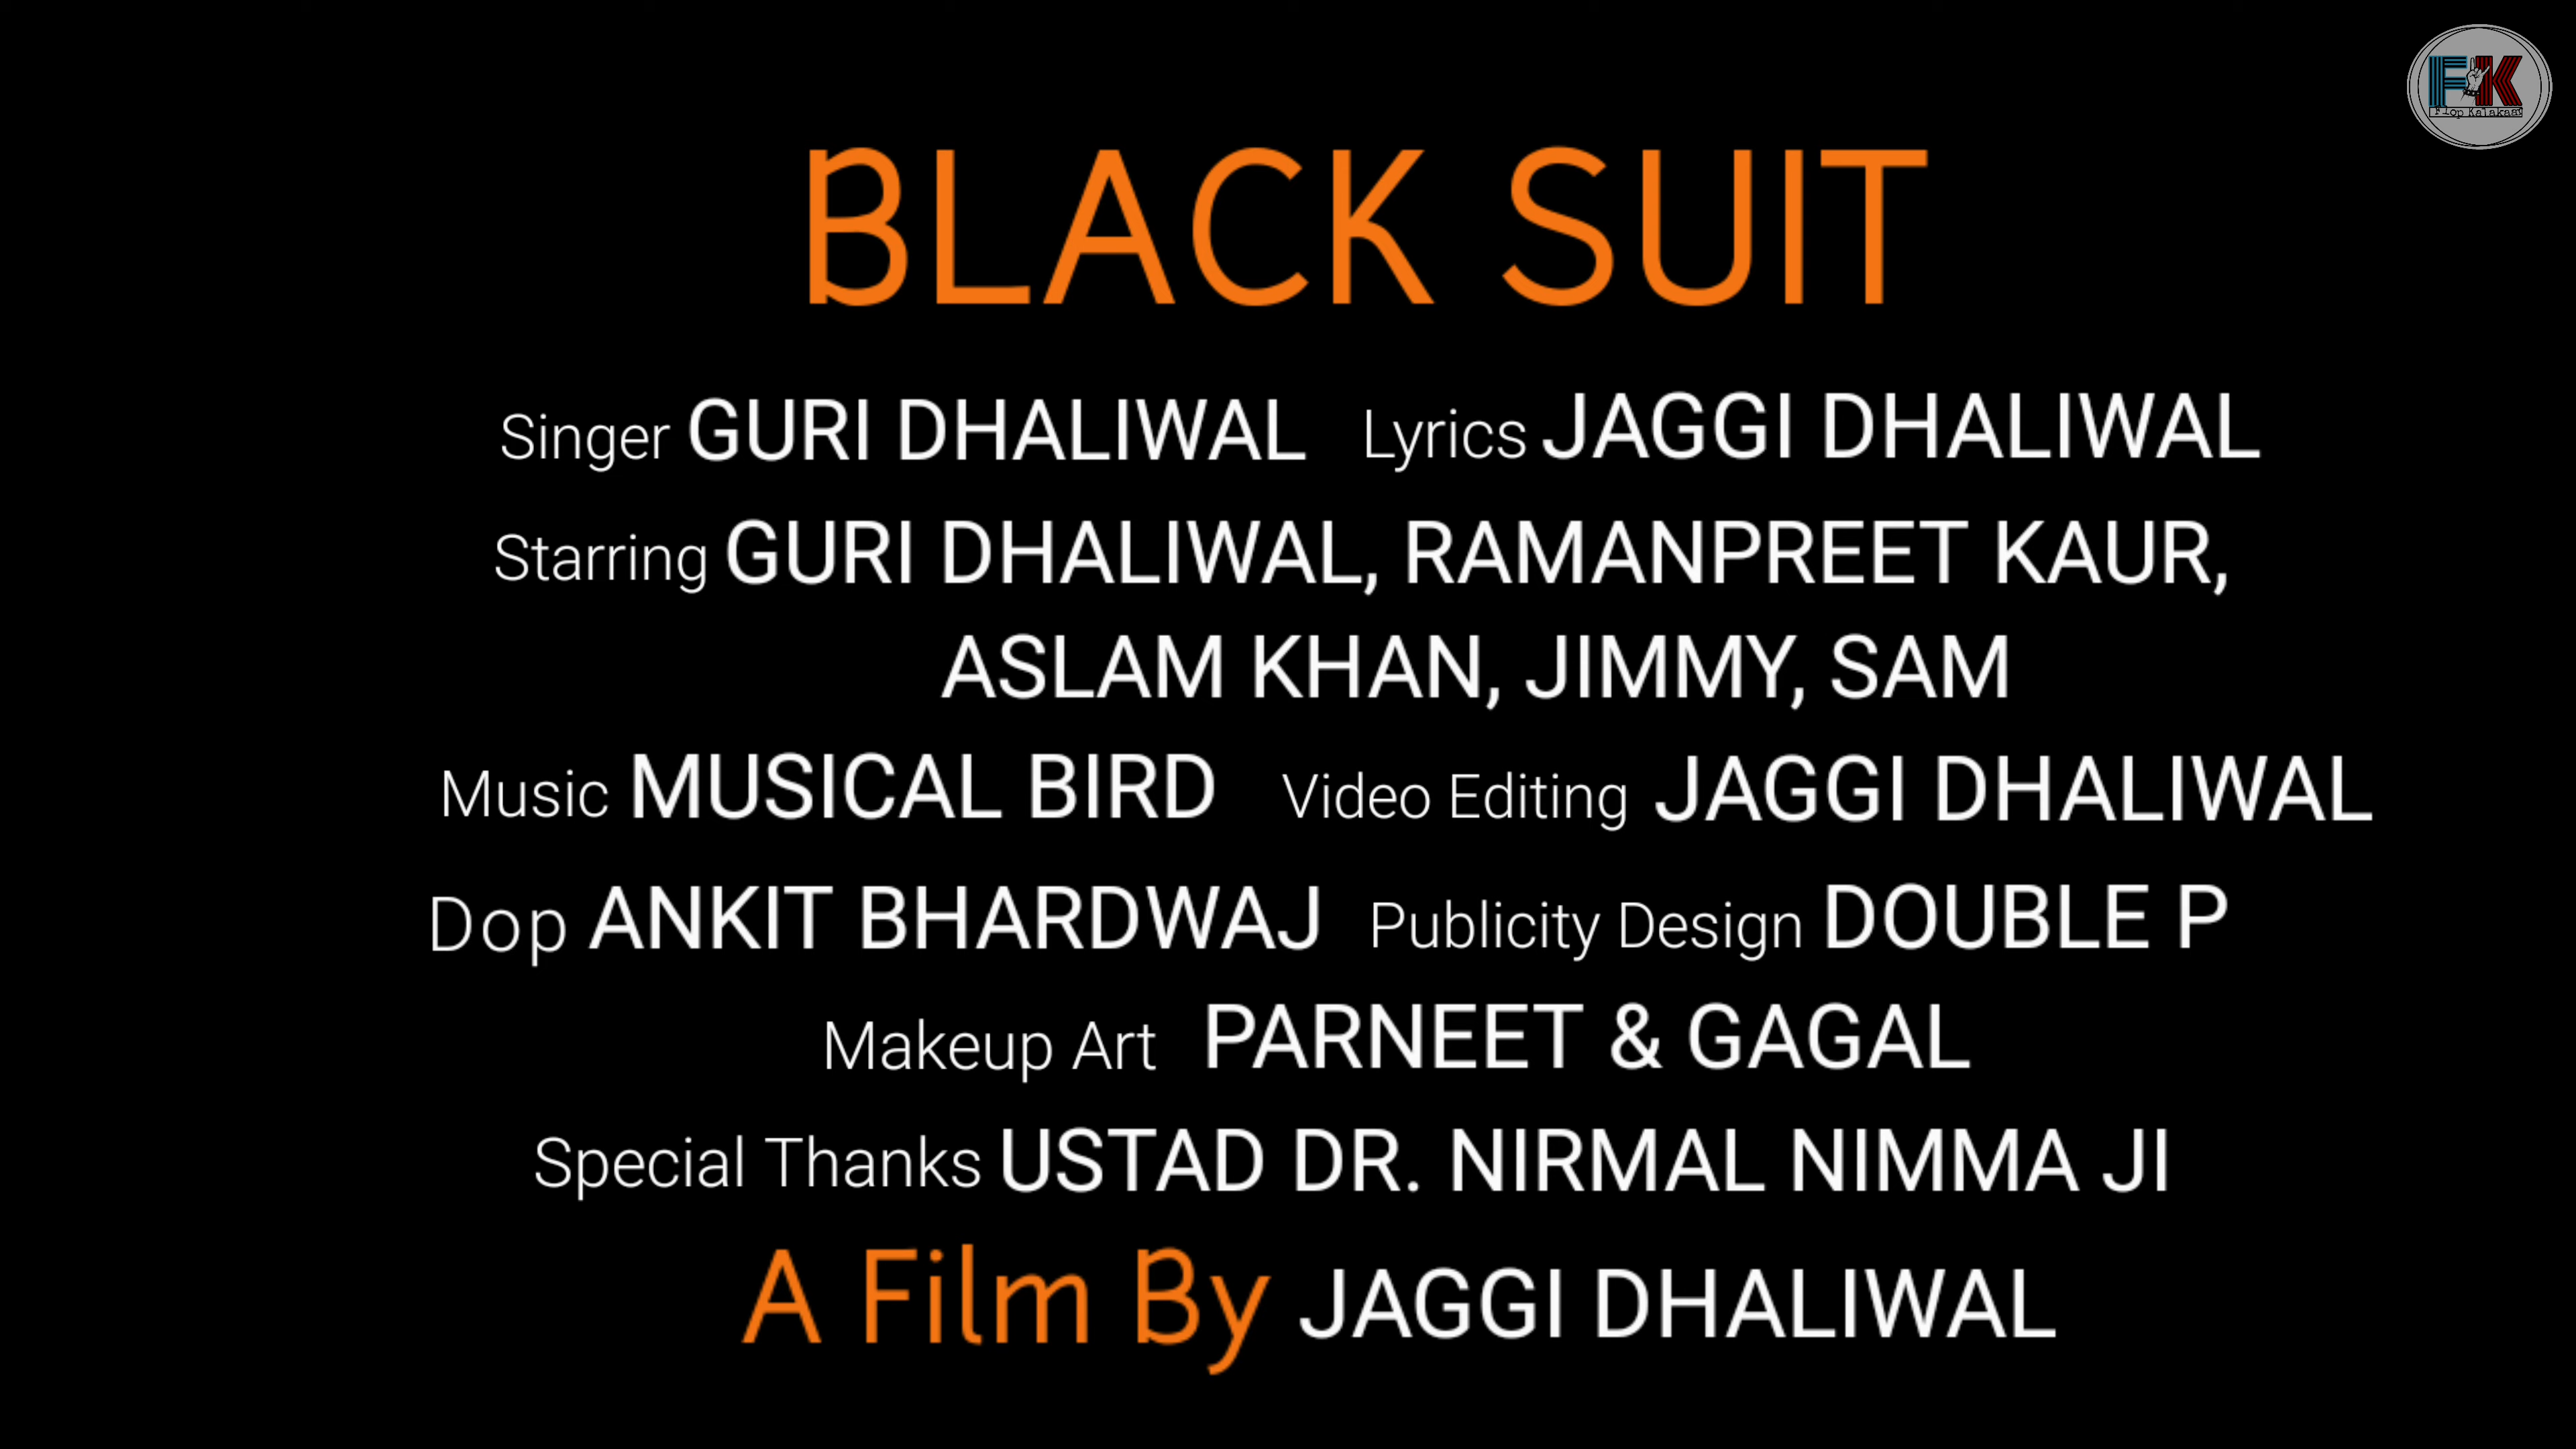 FK
Flop Kalakaar
BLACK SUIT
Singer GURI DHALIWAL Lyrics JAGGI DHALIWAL
Starring GURI DHALIWAL, RAMANPREET KAUR,
ASLAM KHAN, JIMMY, SAM
Music MUSICAL BIRD Video Editing JAGGI DHALIWAL
Dop ANKIT BHARDWAJ Publicity Design DOUBLE P
Makeup Art PARNEET & GAGAL
Special Thanks USTAD DR. NIRMAL NIMMA JI
A Film By JAGGI DHALIWAL